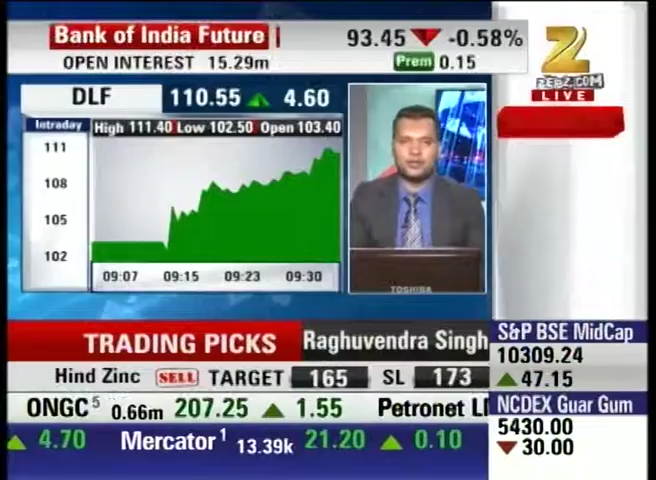 Bank of India Future
93.45 -0.58%
OPEN INTEREST 15.29m
Prem 0.15
ZEEBIZ.COM
LIVE
DLF 110.55 4.60
Intraday High 111.40 Low 102.50 Open 103.40
111
108
105
102
09:07 09:15 09:23 09:30
TOSHIBA
TRADING PICKS Raghuvendra Singh
Hind Zinc SELL TARGET 165 SL 173
ONGC 5 0.66m 207.25 1.55 Petronet L
4.70 Mercator 1 13.39k 21.20 0.10
S&P BSE MidCap
10309.24
47.15
NCDEX Guar Gum
5430.00
30.00